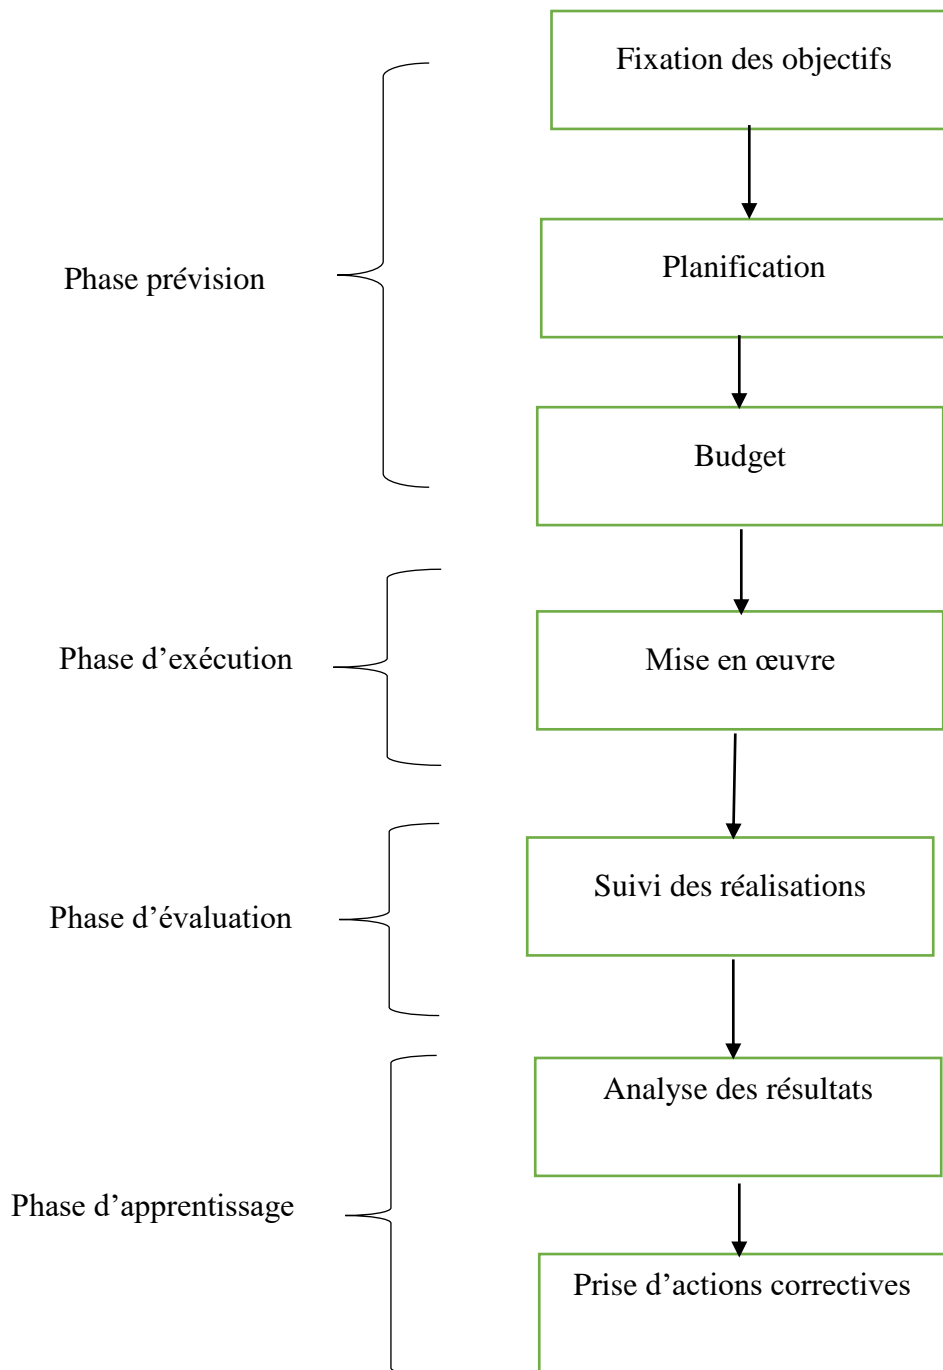 Fixation des objectifs
Planification
Phase prévision
Budget
Mise en œuvre
Phase d’exécution
Suivi des réalisations
Phase d’évaluation
Analyse des résultats
Phase d’apprentissage
Prise d’actions correctives